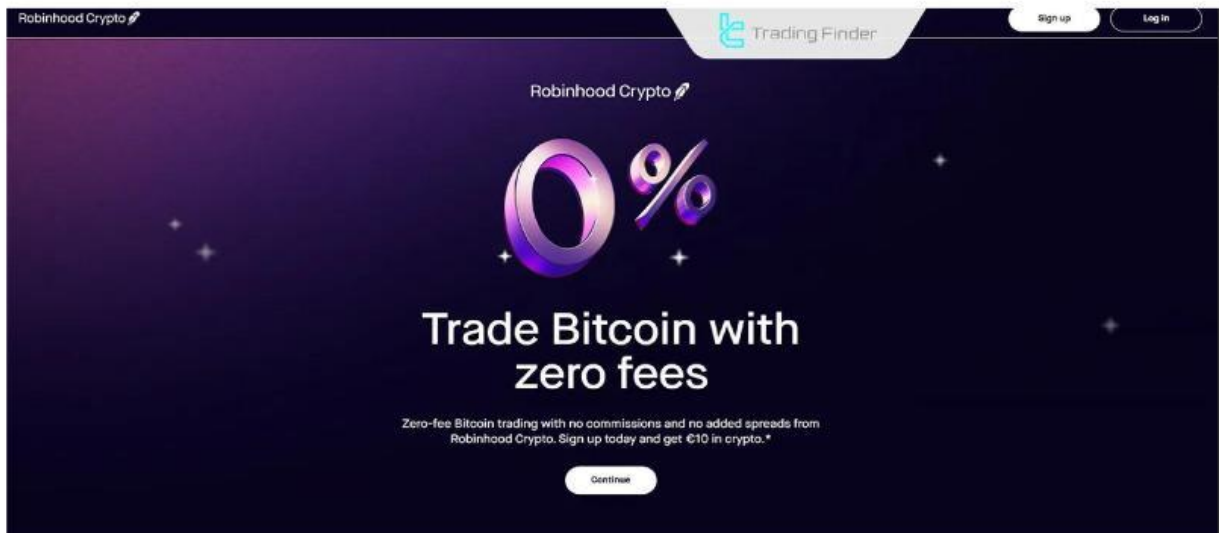 Robinhood Crypto
Trading Finder
Sign up
Log in
Robinhood Crypto
0%
Trade Bitcoin with
zero fees
Zero-fee Bitcoin trading with no commissions and no added spreads from
Robinhood Crypto. Sign up today and get €10 in crypto.*
Continue